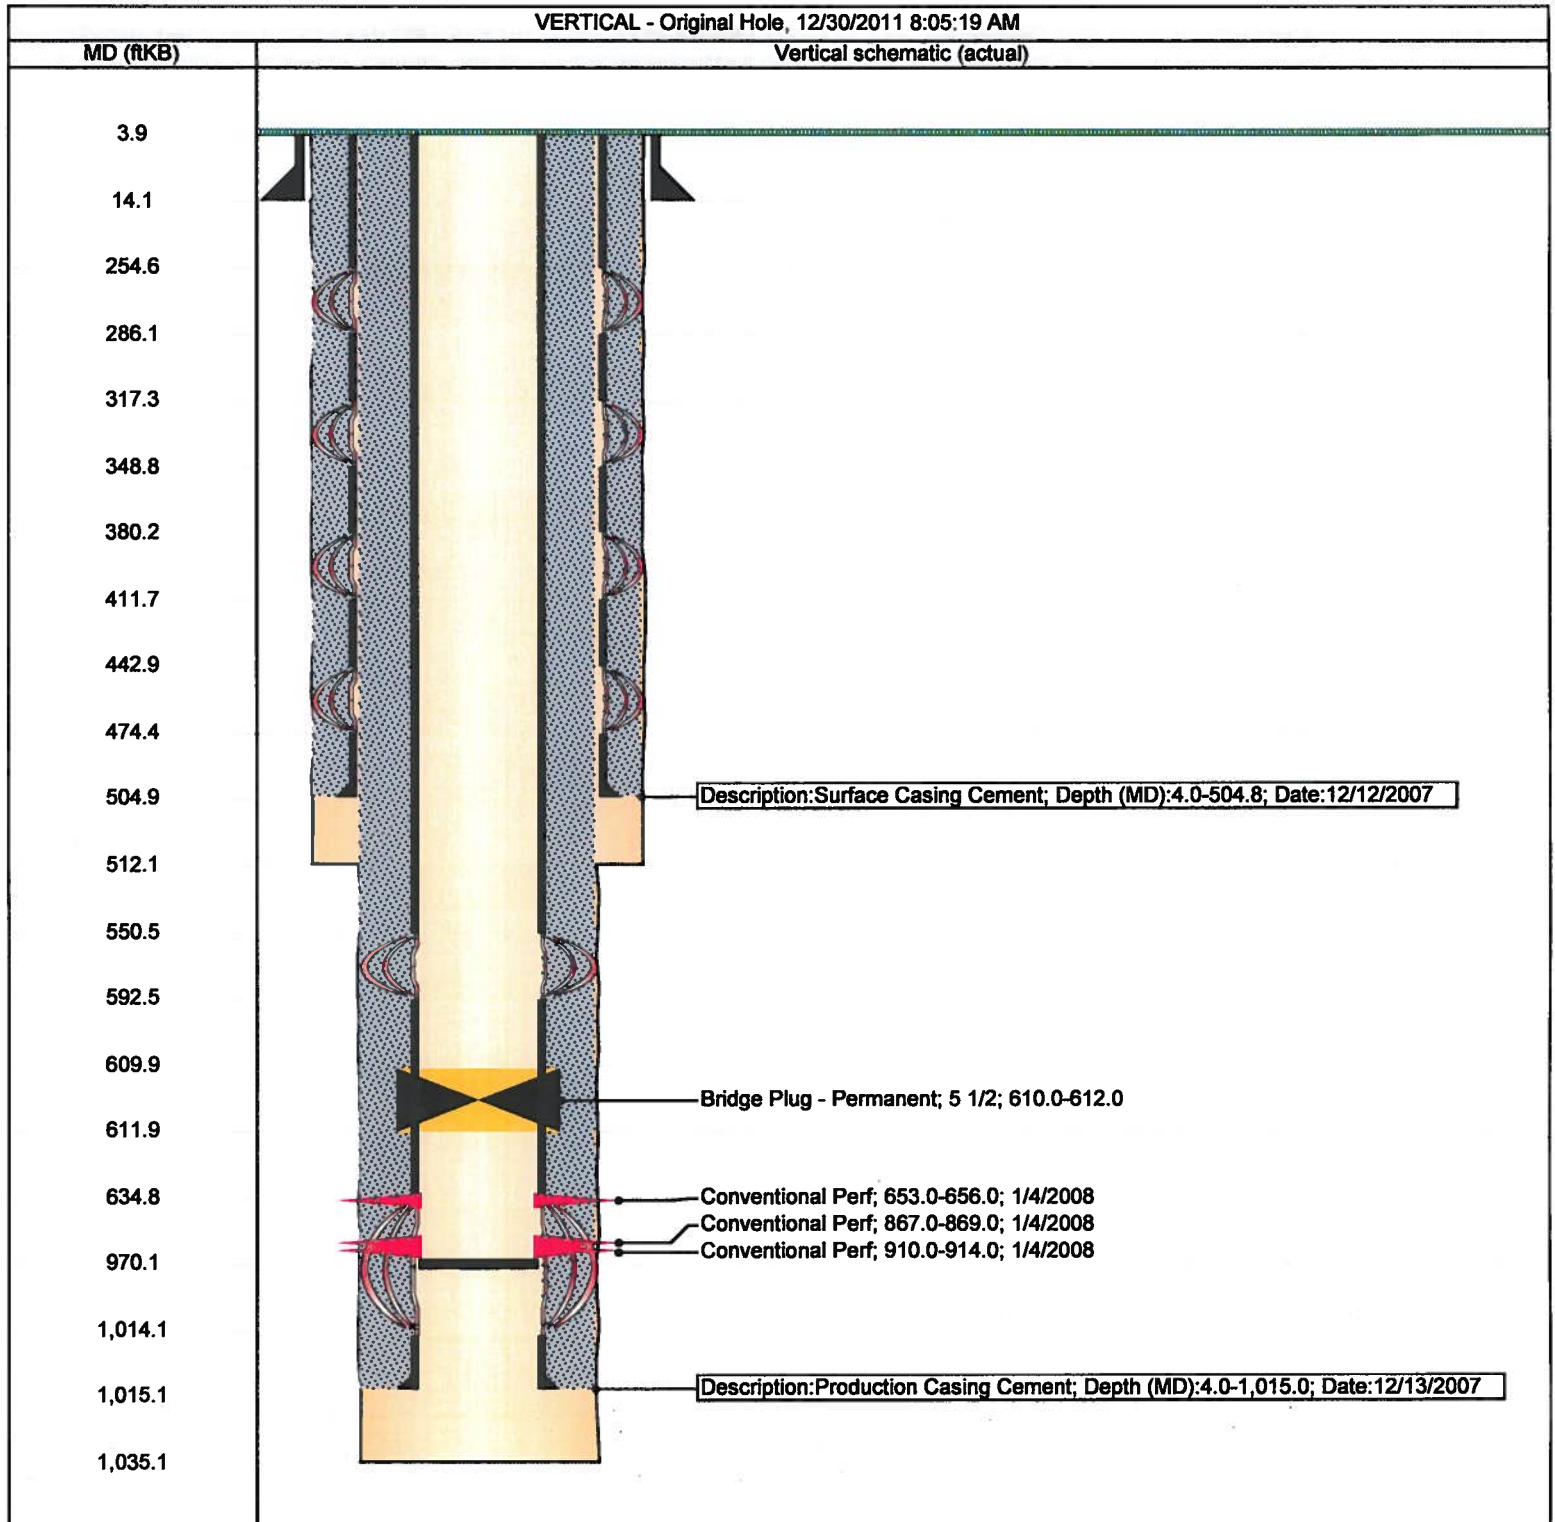 VERTICAL - Original Hole, 12/30/2011 8:05:19 AM
MD (ftKB)
Vertical schematic (actual)
3.9
14.1
254.6
286.1
317.3
348.8
380.2
411.7
442.9
474.4
504.9
Description:Surface Casing Cement; Depth (MD):4.0-504.8; Date:12/12/2007
512.1
550.5
592.5
609.9
Bridge Plug - Permanent; 5 1/2; 610.0-612.0
611.9
634.8
Conventional Perf; 653.0-656.0; 1/4/2008
Conventional Perf; 867.0-869.0; 1/4/2008
Conventional Perf; 910.0-914.0; 1/4/2008
970.1
1,014.1
Description:Production Casing Cement; Depth (MD):4.0-1,015.0; Date:12/13/2007
1,015.1
1,035.1